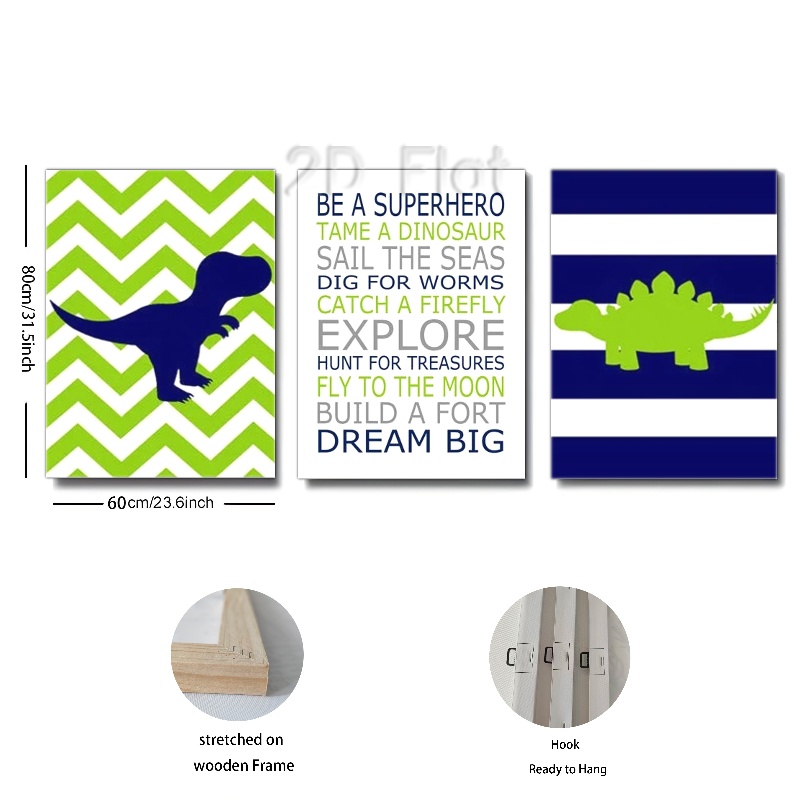 2D Flat
BE A SUPERHERO
TAME A DINOSAUR
SAIL THE SEAS
DIG FOR WORMS
CATCH A FIREFLY
EXPLORE
HUNT FOR TREASURES
FLY TO THE MOON
BUILD A FORT
DREAM BIG
80cm/31.5inch
60cm/23.6inch
stretched on
wooden Frame
Hook
Ready to Hang